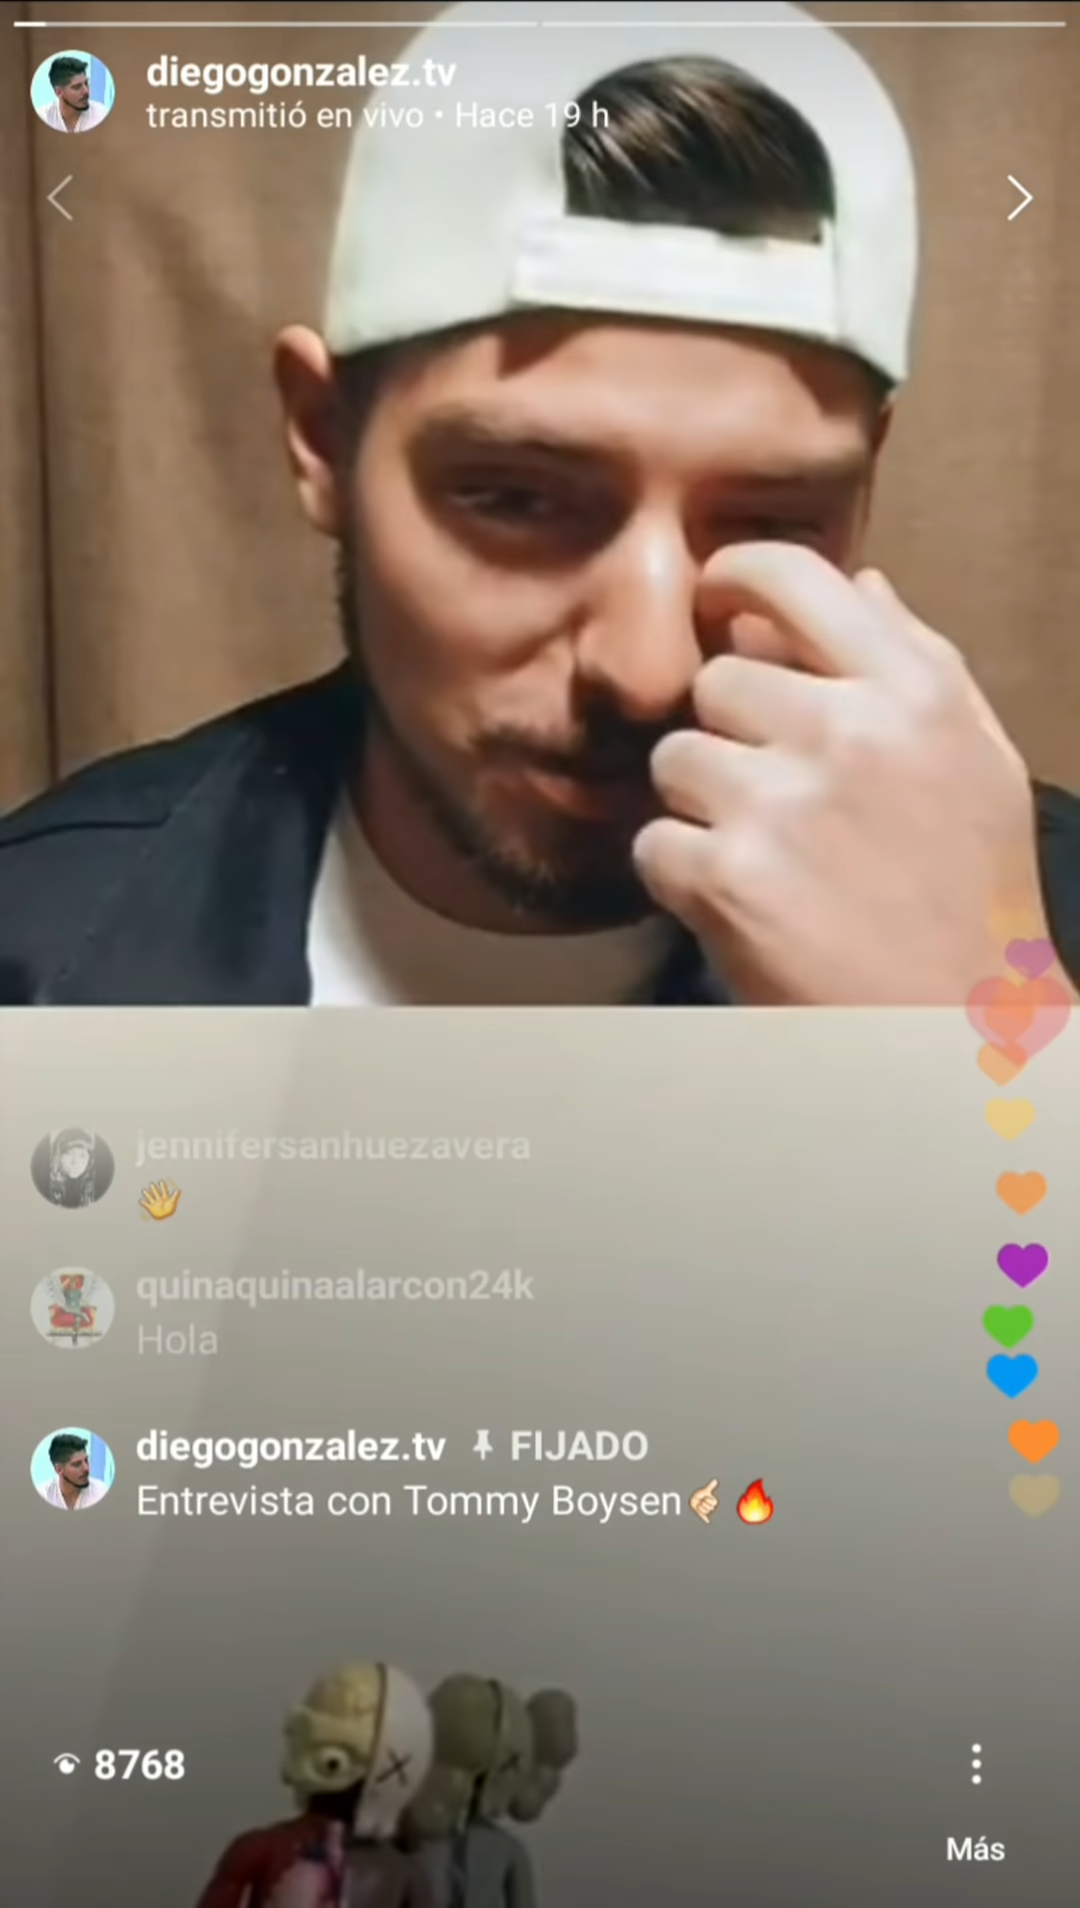 diegogonzalez.tv
transmitió en vivo • Hace 19 h
jennifersanhuezavera
👋
quinaquinaalarcon24k
Hola
diegogonzalez.tv FIJADO
Entrevista con Tommy Boysen🤙🏻🔥
8768
Más